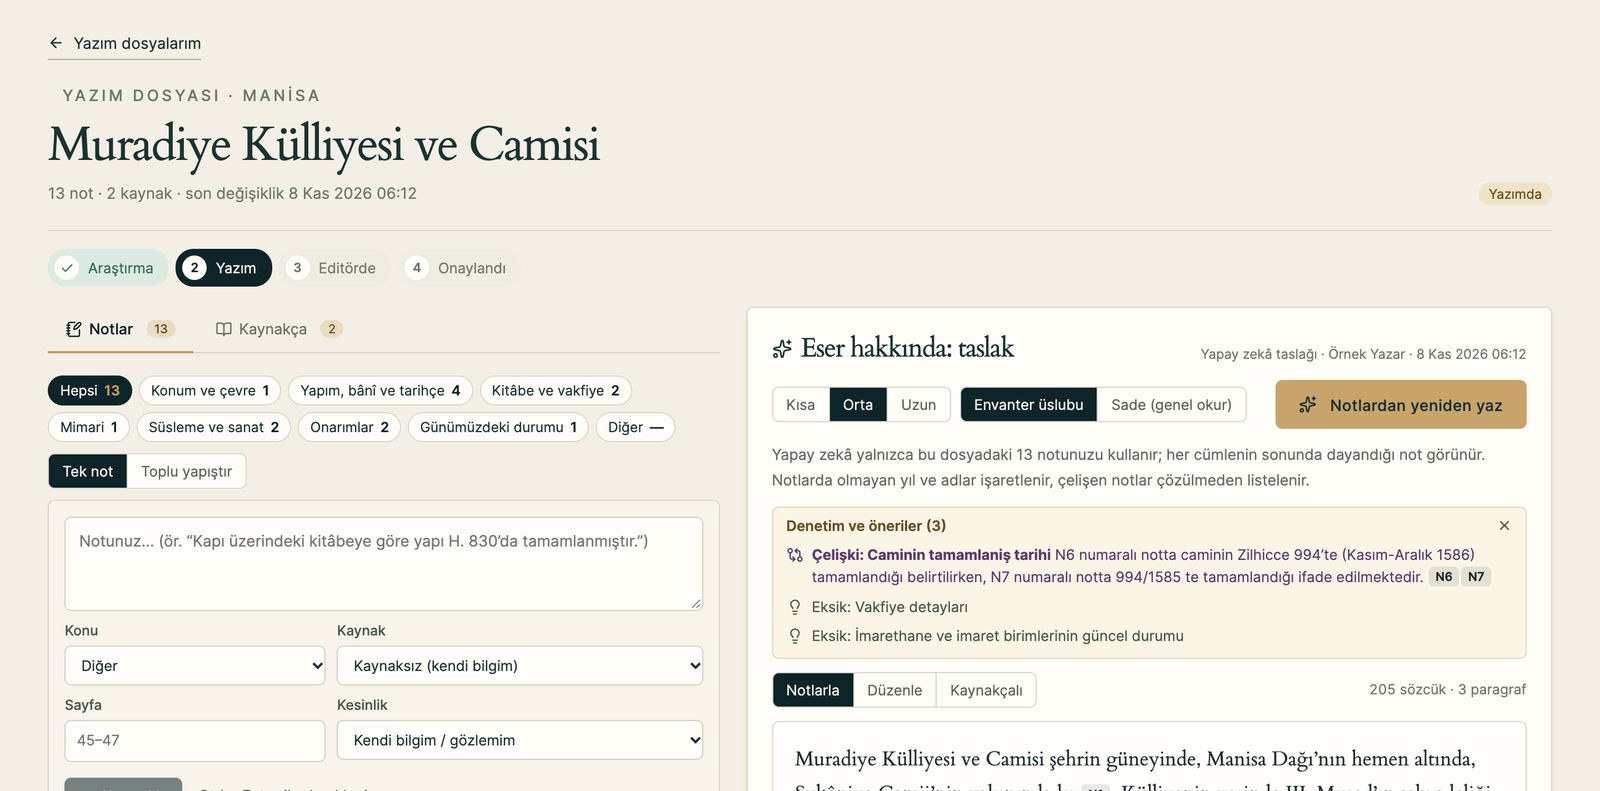 ← Yazım dosyalarım
YAZIM DOSYASI · MANİSA
Muradiye Külliyesi ve Camisi
13 not · 2 kaynak · son değişiklik 8 Kas 2026 06:12
Yazımda
Araştırma
2 Yazım
3 Editörde
4 Onaylandı
Notlar 13
Kaynakça 2
Hepsi 13
Konum ve çevre 1
Yapım, bânî ve tarihçe 4
Kitâbe ve vakfiye 2
Mimari 1
Süsleme ve sanat 2
Onarımlar 2
Günümüzdeki durumu 1
Diğer —
Tek not
Toplu yapıştır
Notunuz… (ör. “Kapı üzerindeki kitâbeye göre yapı H. 830’da tamamlanmıştır.”)
Konu
Kaynak
Diğer
Kaynaksız (kendi bilgim)
Sayfa
Kesinlik
45–47
Kendi bilgim / gözlemim
Eser hakkında: taslak
Yapay zekâ taslağı · Örnek Yazar · 8 Kas 2026 06:12
Kısa
Orta
Uzun
Envanter üslubu
Sade (genel okur)
Notlardan yeniden yaz
Yapay zekâ yalnızca bu dosyadaki 13 notunuzu kullanır; her cümlenin sonunda dayandığı not görünür.
Notlarda olmayan yıl ve adlar işaretlenir, çelişen notlar çözülmeden listelenir.
Denetim ve öneriler (3)
Çelişki: Caminin tamamlaniş tarihi N6 numaralı notta caminin Zilhicce 994’te (Kasım-Aralık 1586)
tamamlandığı belirtilirken, N7 numaralı notta 994/1585 te tamamlandığı ifade edilmektedir. N6 N7
Eksik: Vakfiye detayları
Eksik: İmarethane ve imaret birimlerinin güncel durumu
Notlarla
Düzenle
Kaynakçalı
205 sözcük · 3 paragraf
Muradiye Külliyesi ve Camisi şehrin güneyinde, Manisa Dağı’nın hemen altında,